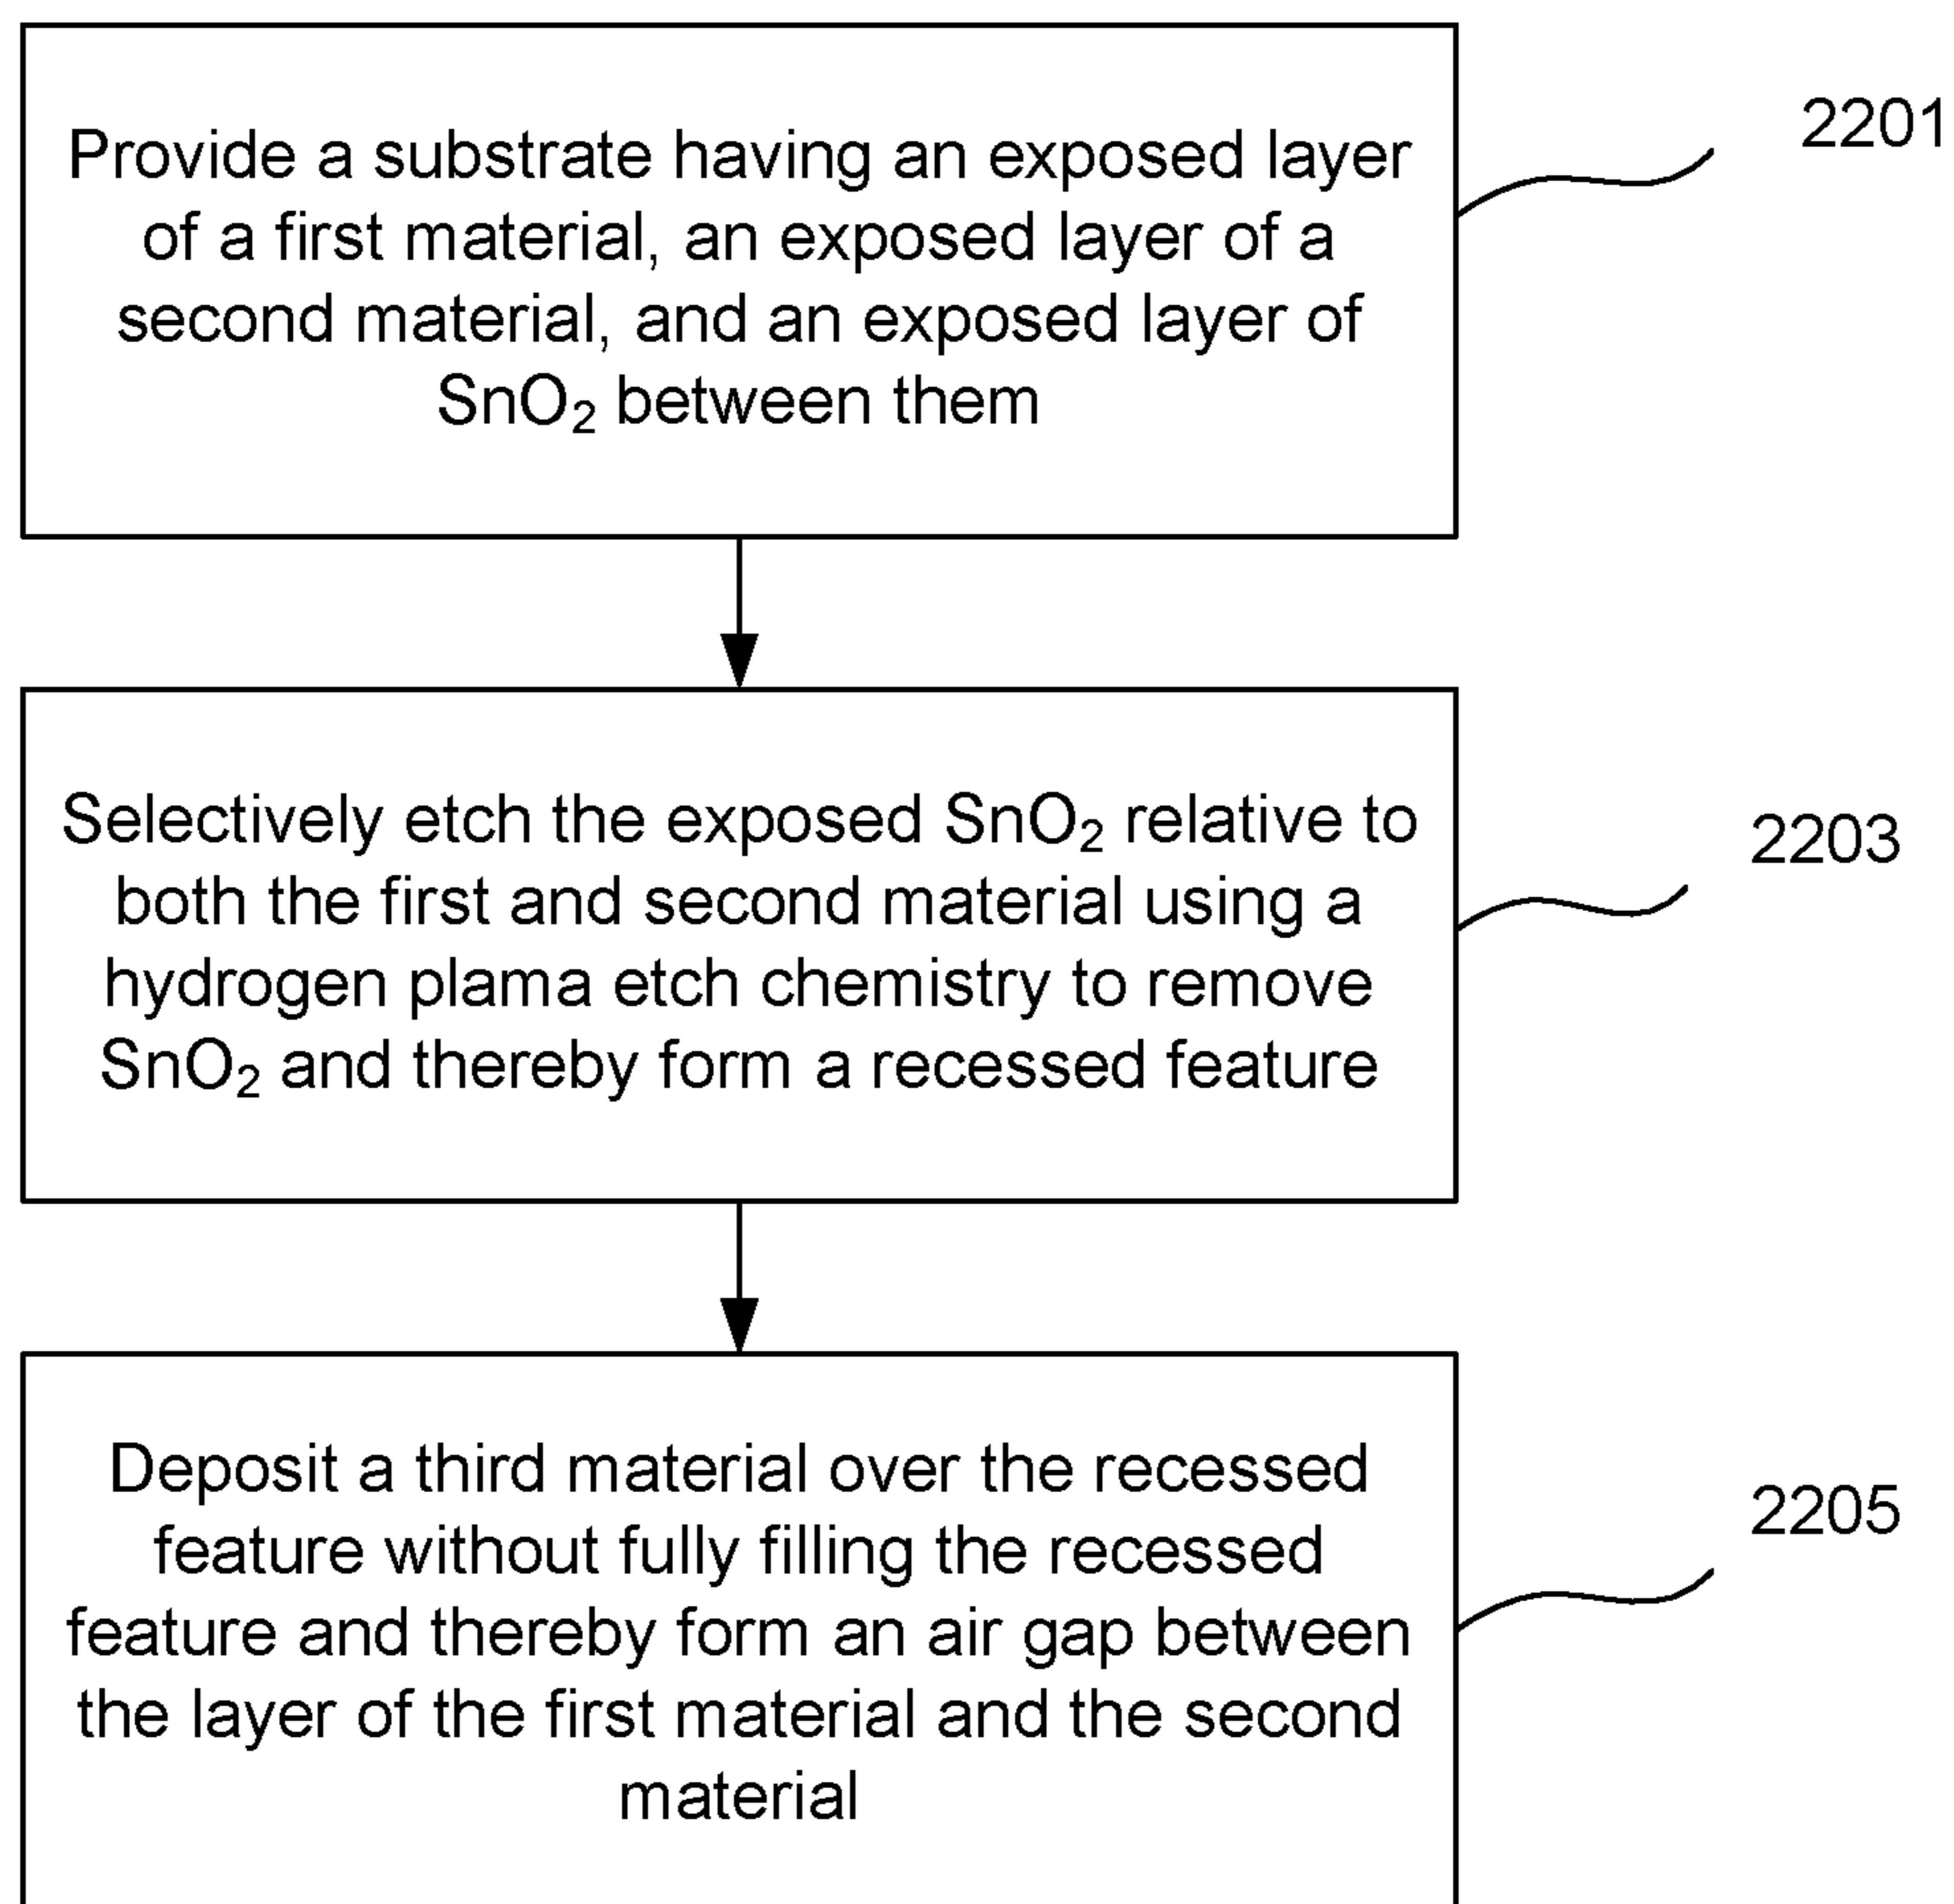 Provide a substrate having an exposed layer
of a first material, an exposed layer of a
second material, and an exposed layer of
SnO₂ between them
2201
Selectively etch the exposed SnO₂ relative to
both the first and second material using a
hydrogen plama etch chemistry to remove
SnO₂ and thereby form a recessed feature
2203
Deposit a third material over the recessed
feature without fully filling the recessed
feature and thereby form an air gap between
the layer of the first material and the second
material
2205